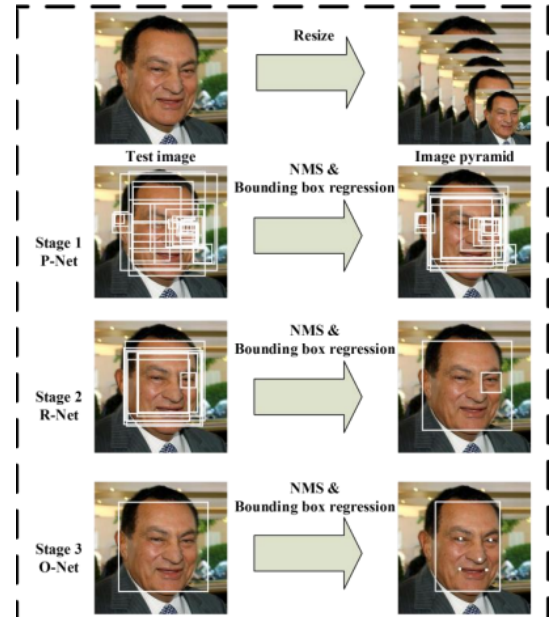 Resize
Test image
Image pyramid
NMS &
Bounding box regression
Stage 1
P-Net
NMS &
Bounding box regression
Stage 2
R-Net
NMS &
Bounding box regression
Stage 3
O-Net